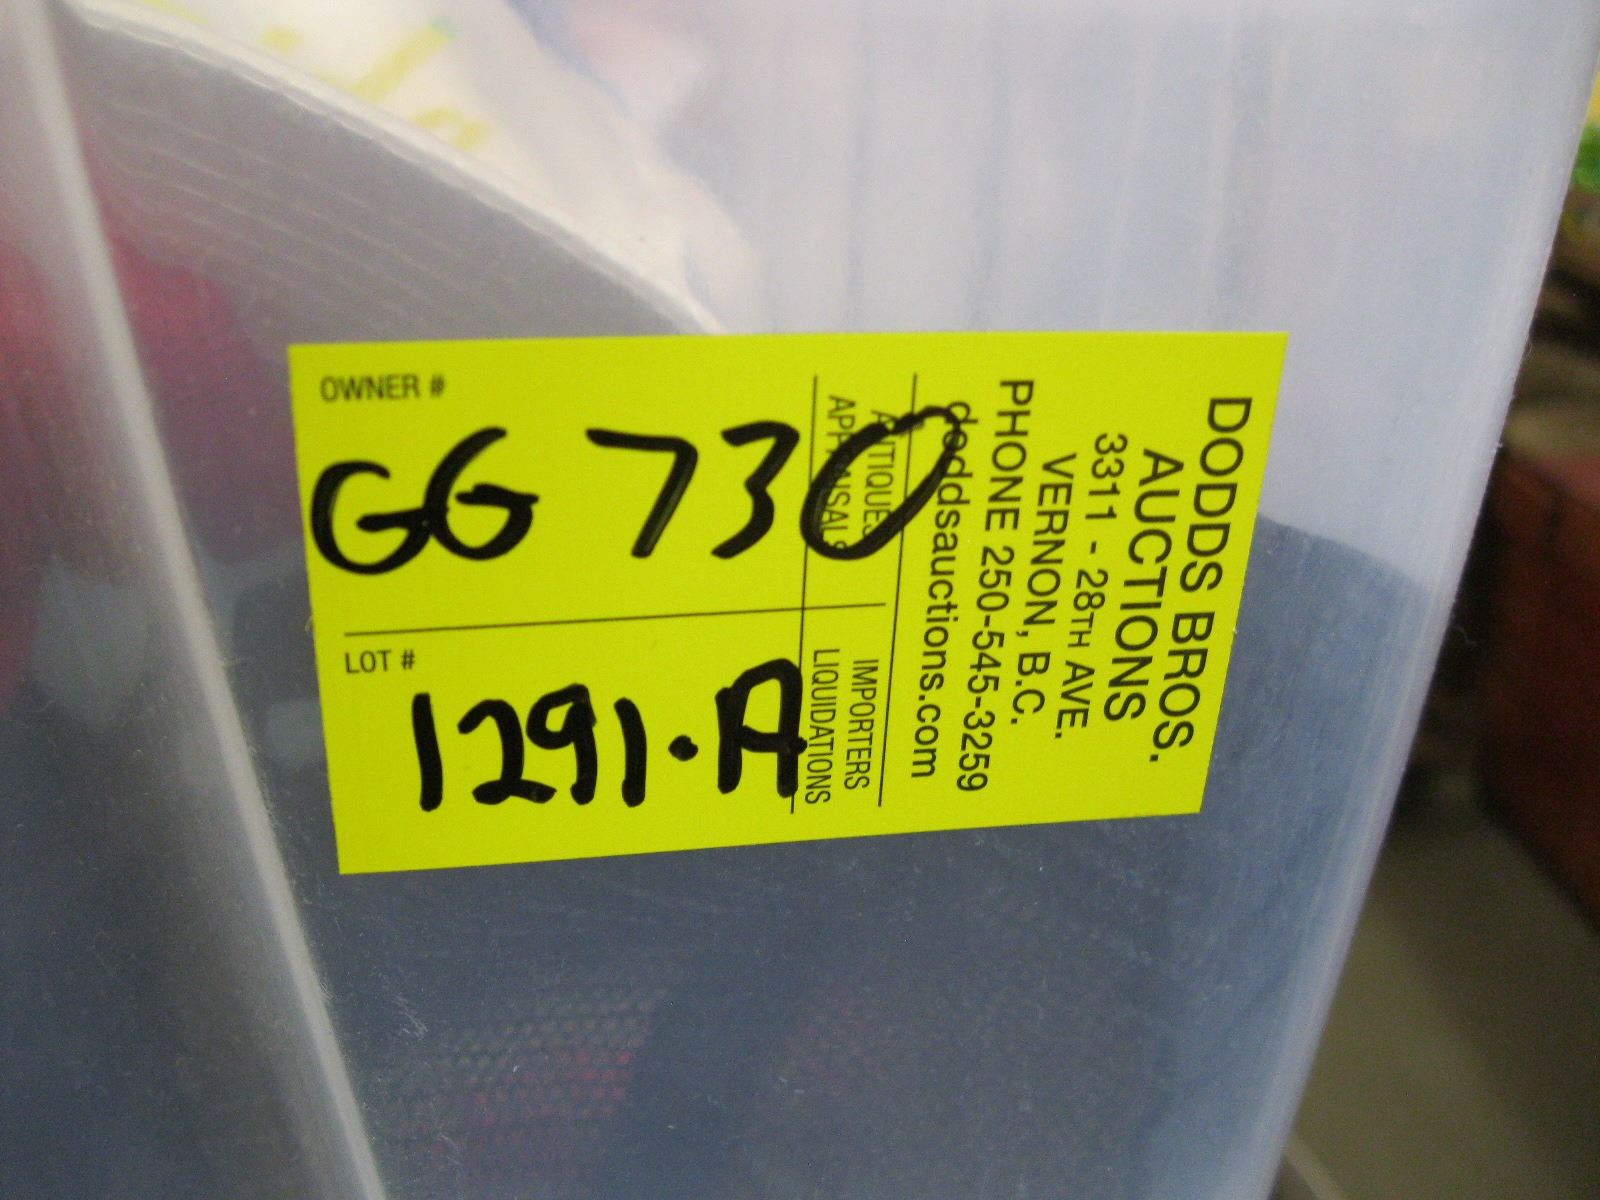 OWNER #
GG 730
LOT #
1291·A
DODDS BROS.
AUCTIONS
3311 - 28TH AVE.
VERNON, B.C.
PHONE 250-545-3259
doddsauctions.com
ANTIQUES
APPRAISALS
IMPORTERS
LIQUIDATIONS